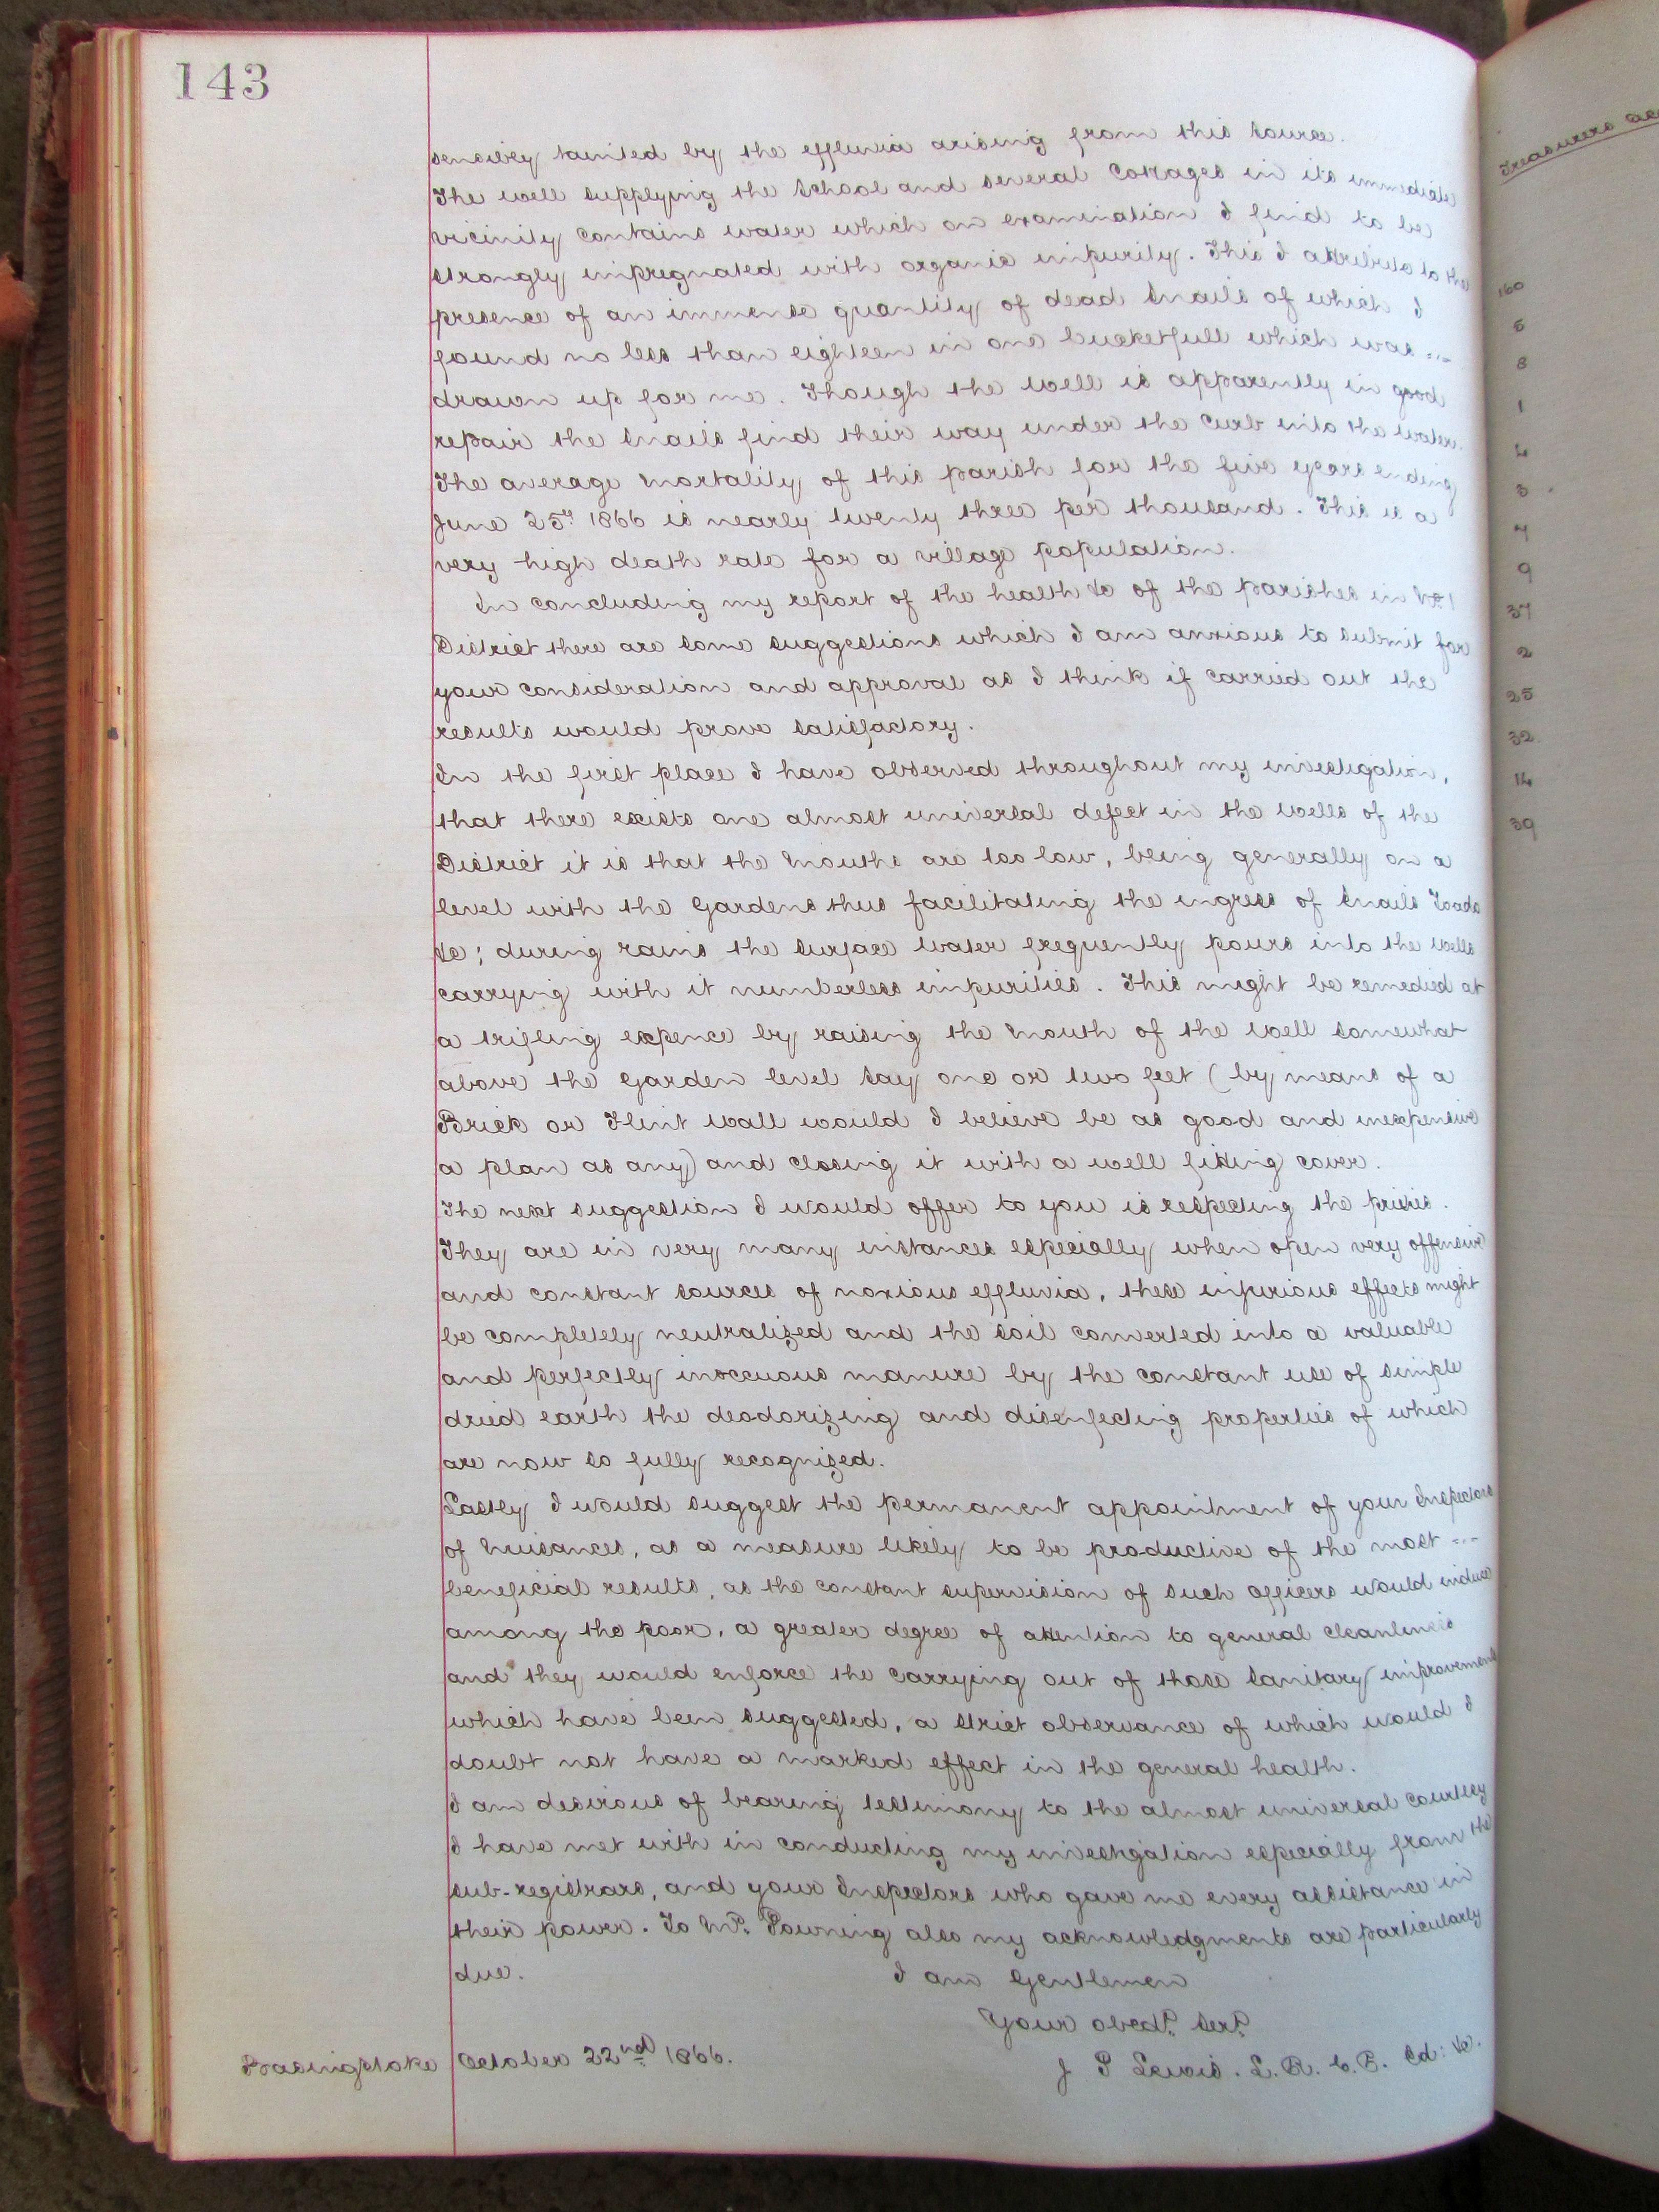 143
sensibly tainted by the effluvia arising from this source.
The well supplying the School and several Cottages in its immediate
vicinity contains water which on examination I find to be
strongly impregnated with organic impurity. This I attribute to the
presence of an immense quantity of dead Snails of which I
found no less than eighteen in one bucketfull which was
drawn up for me. Though the well is apparently in good
repair the Snails find their way under the Curb into the water.
The average Mortality of this parish for the five years ending
June 25th 1866 is nearly twenty three per thousand. This is a
very high death rate for a village population.
In concluding my report of the health &c of the parishes in No 1
District there are some suggestions which I am anxious to submit for
your consideration and approval as I think if carried out the
results would prove satisfactory.
In the first place I have observed throughout my investigation,
that there exists one almost universal defect in the wells of the
District it is that the Mouths are too low, being generally on a
level with the Gardens thus facilitating the ingress of Snails Toads
&c; during rains the surface water frequently pours into the wells
carrying with it numberless impurities. This might be remedied at
a trifling expence by raising the Mouth of the well somewhat
above the Garden level say one or two feet (by means of a
Brick or Flint wall would I believe be as good and inexpensive
a plan as any) and closing it with a well fitting cover.
The next suggestion I would offer to you is respecting the privies.
They are in very many instances especially when open very offensive
and constant sources of noxious effluvia, these injurious effects might
be completely neutralized and the soil converted into a valuable
and perfectly inoccuous manure by the constant use of simple
dried earth the deodorizing and disenfecting properties of which
are now so fully recognized.
Lastly I would suggest the permanent appointment of your Inspectors
of Nuisances, as a measure likely to be productive of the most
beneficial results, as the constant supervision of such officers would induce
among the poor, a greater degree of attention to general cleanliness
and they would enforce the carrying out of those Sanitary improvements
which have been suggested, a strict observance of which would I
doubt not have a marked effect in the general health.
I am desirous of bearing testimony to the almost universal courtesy
I have met with in conducting my investigation especially from the
sub-registrars, and your Inspectors who gave me every assistance in
their power. To Mr. Pouning also my acknowledgments are particularly
due. I am Gentlemen
Your obedt. Servt.
Basingstoke October 22nd 1866.
J P Lewis. L.R.C.P. Ed: &c.
Treasurers
160
6
8
1
4
3
7
9
37
2
25
32
14
39